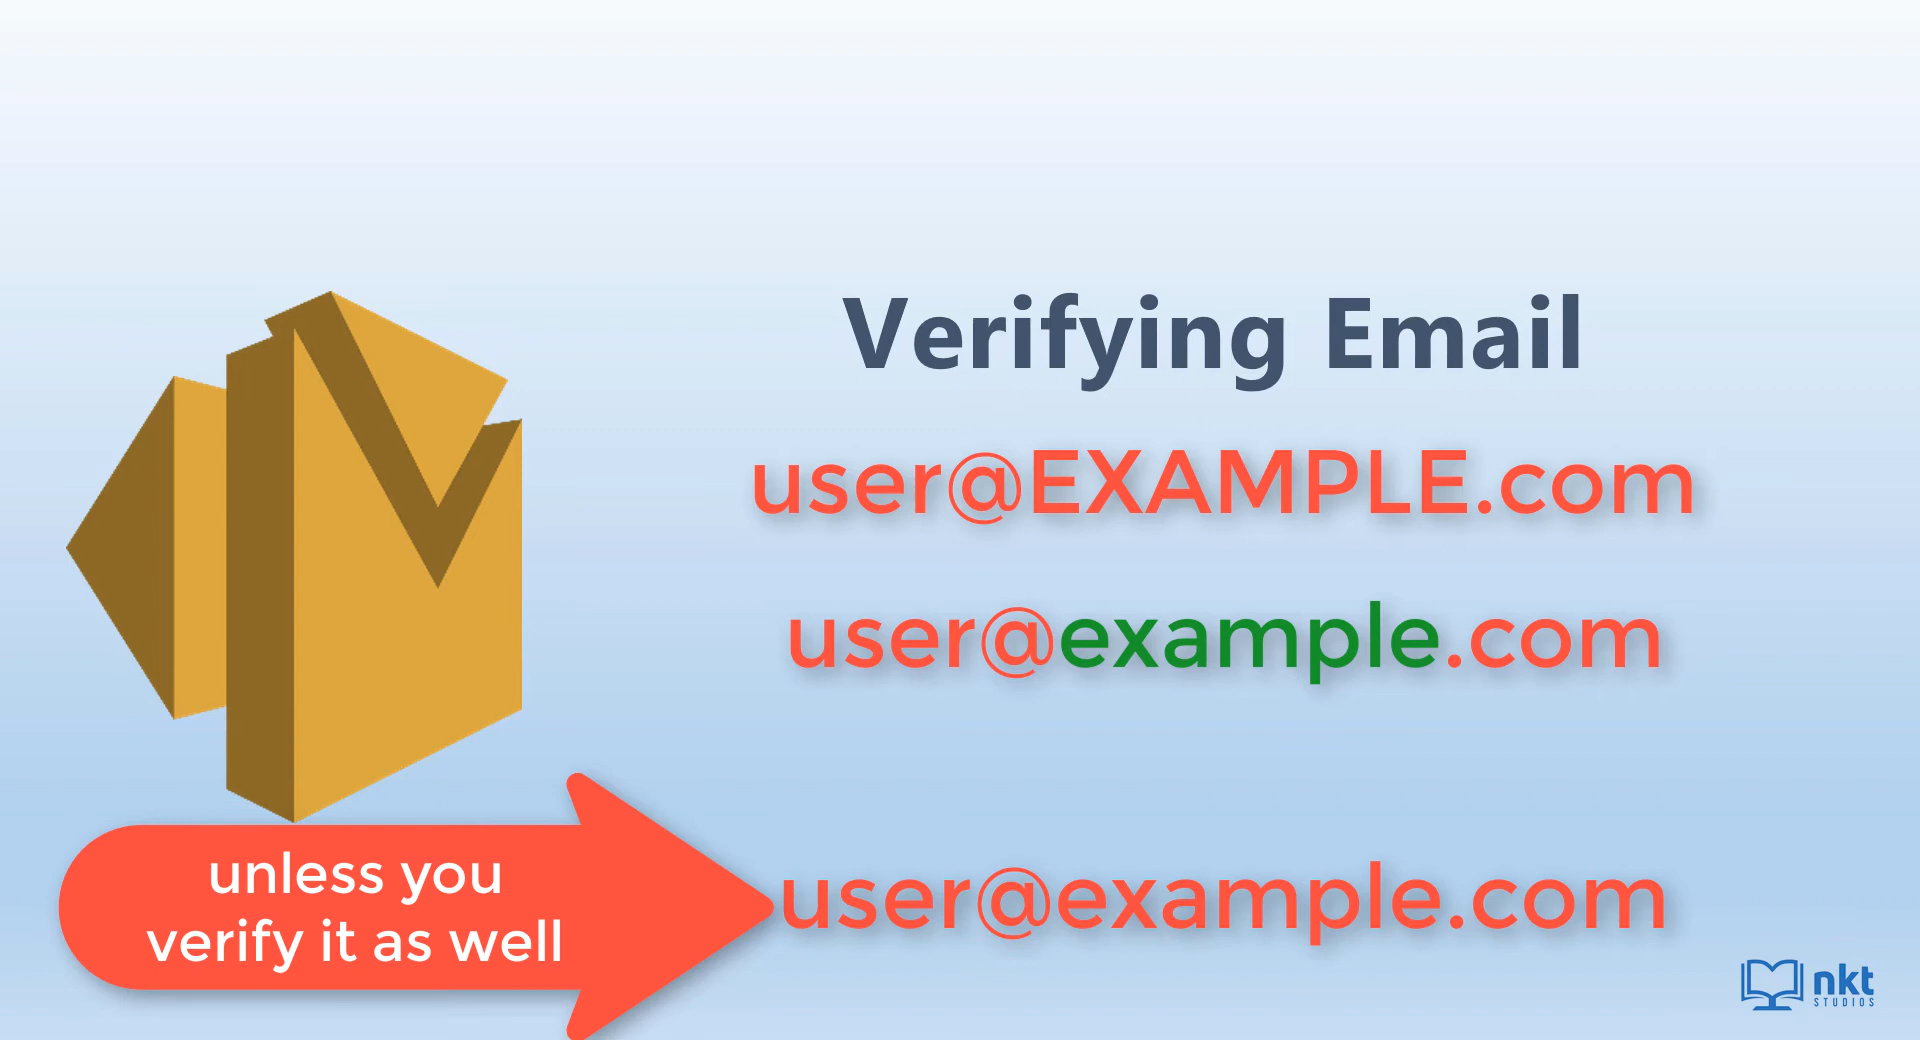 Verifying Email
user@EXAMPLE.com
user@example.com
unless you
verify it as well
user@example.com
nkt
STUDIOS